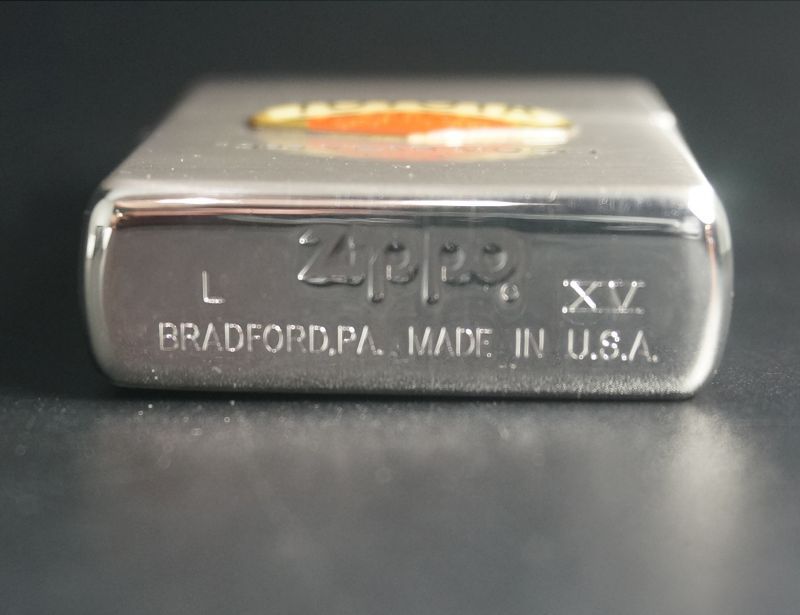 Zippo®
L XV
BRADFORD,PA. MADE IN U.S.A.